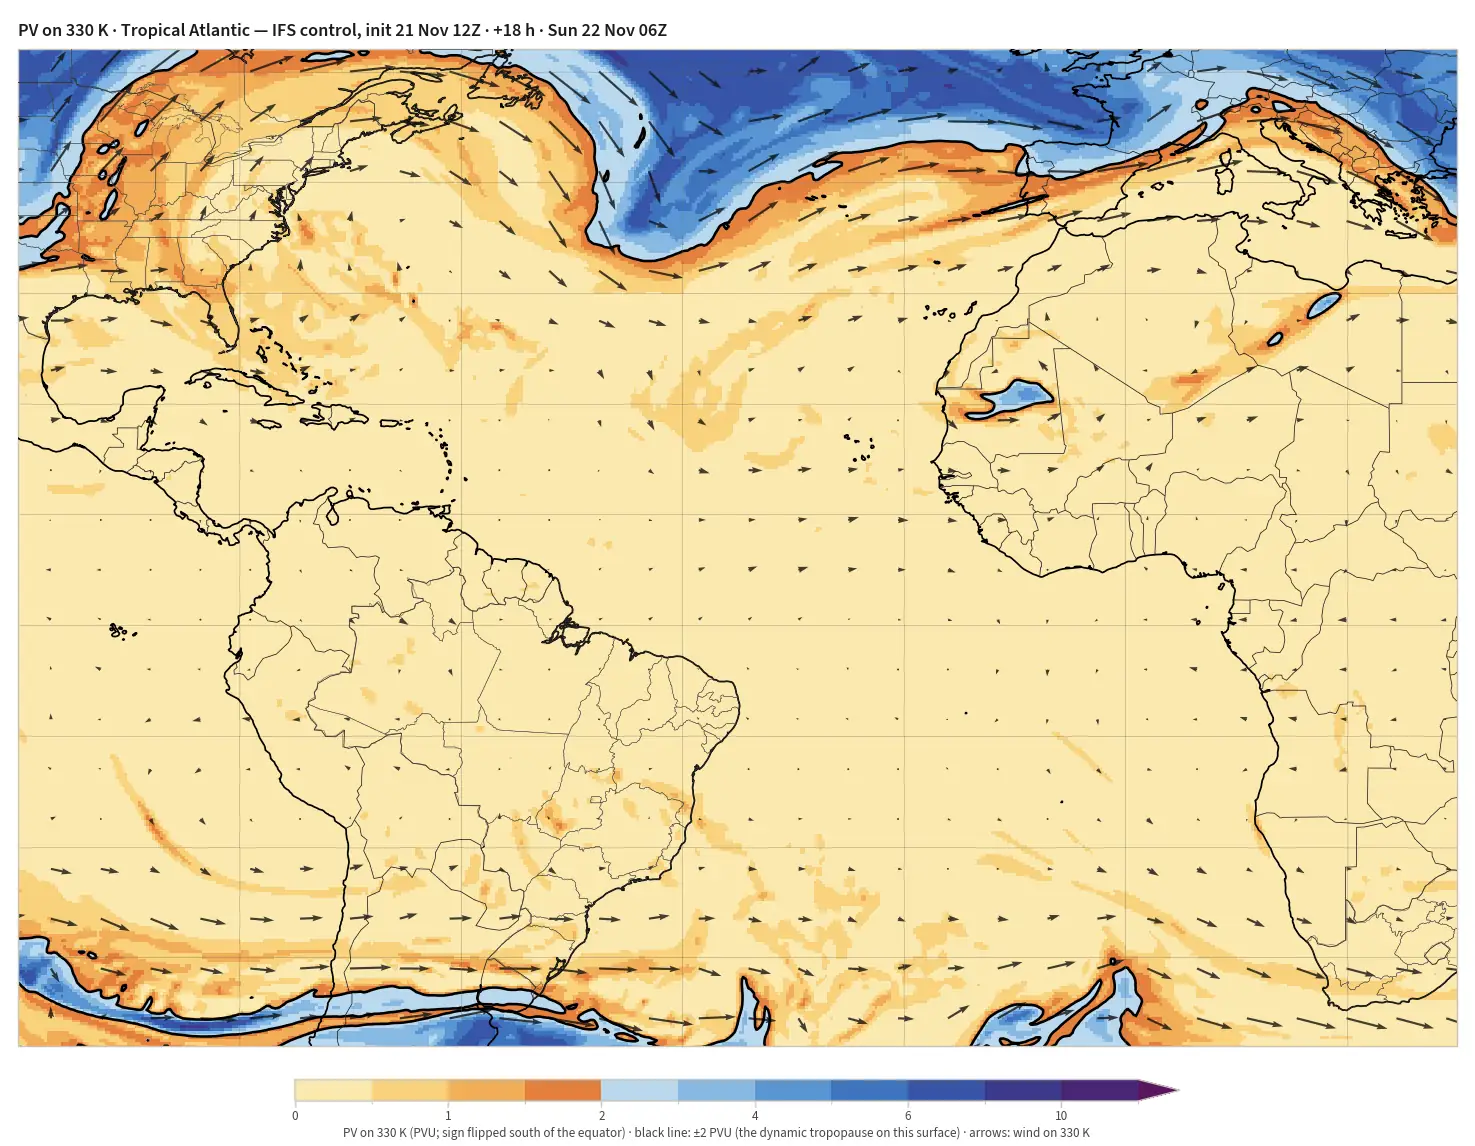 PV on 330 K · Tropical Atlantic — IFS control, init 21 Nov 12Z · +18 h · Sun 22 Nov 06Z
0 1 2 4 6 10
PV on 330 K (PVU; sign flipped south of the equator) · black line: ±2 PVU (the dynamic tropopause on this surface) · arrows: wind on 330 K